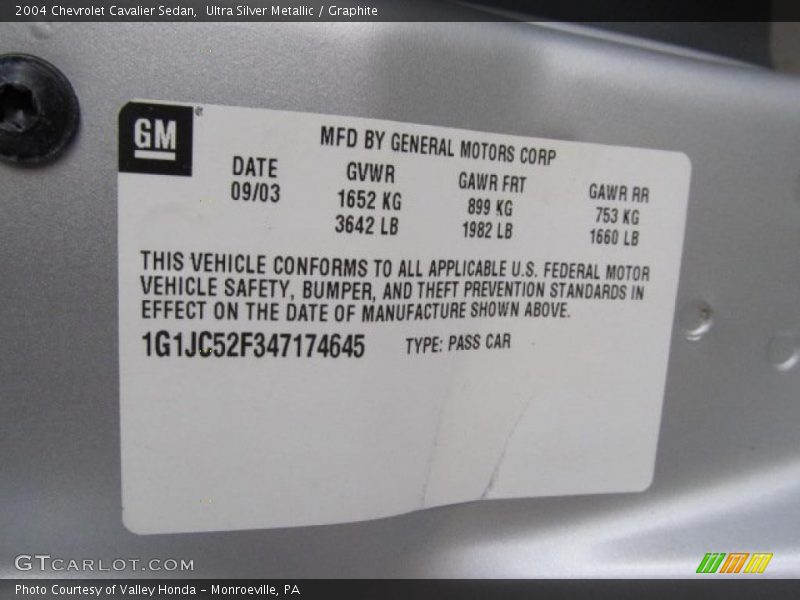 2004 Chevrolet Cavalier Sedan,  Ultra Silver Metallic / Graphite
GM®
MFD BY GENERAL MOTORS CORP
DATE GVWR GAWR FRT GAWR RR
09/03 1652 KG 899 KG 753 KG
3642 LB 1982 LB 1660 LB
THIS VEHICLE CONFORMS TO ALL APPLICABLE U.S. FEDERAL MOTOR
VEHICLE SAFETY, BUMPER, AND THEFT PREVENTION STANDARDS IN
EFFECT ON THE DATE OF MANUFACTURE SHOWN ABOVE.
1G1JC52F347174645 TYPE: PASS CAR
GTCARLOT.COM
Photo Courtesy of Valley Honda - Monroeville, PA